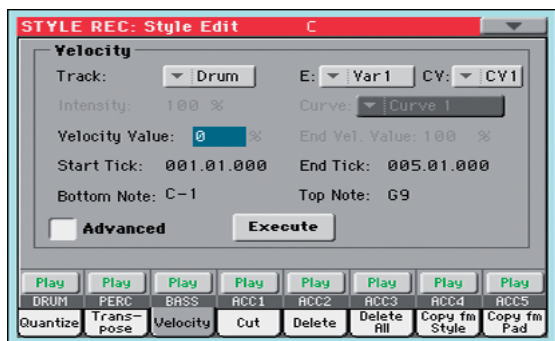 STYLE REC: Style Edit C
Velocity
Track: Drum E: Var1 CV: CV1
Intensity: 100 % Curve: Curve 1
Velocity Value: 0 % End Vel. Value: 100 %
Start Tick: 001.01.000 End Tick: 005.01.000
Bottom Note: C-1 Top Note: G9
Advanced Execute
Play Play Play Play Play Play Play Play
DRUM PERC BASS ACC1 ACC2 ACC3 ACC4 ACC5
Quantize Trans-pose Velocity Cut Delete Delete All Copy fm Style Copy fm Pad